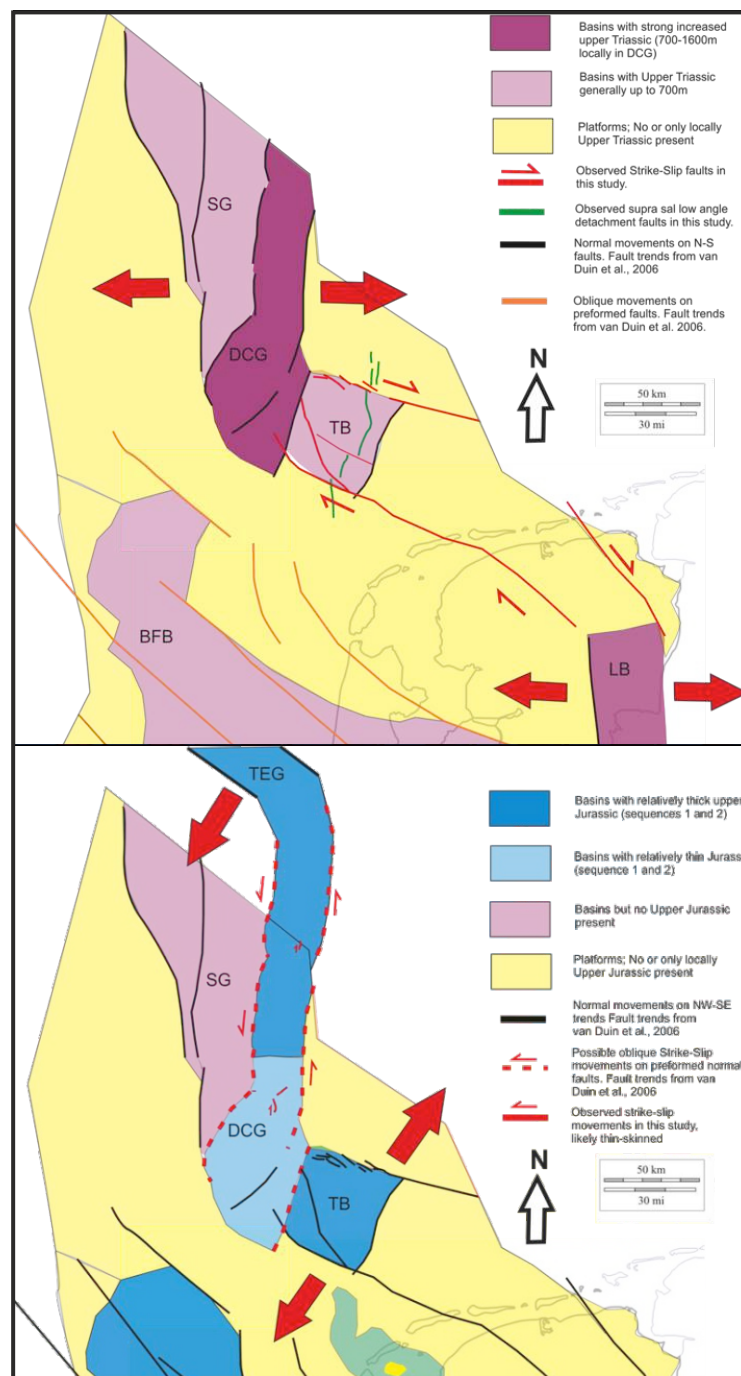 Basins with strong increased
upper Triassic (700-1600m
locally in DCG)
Basins with Upper Triassic
generally up to 700m
Platforms; No or only locally
Upper Triassic present
Observed Strike-Slip faults in
this study.
Observed supra sal low angle
detachment faults in this study.
Normal movements on N-S
faults. Fault trends from van
Duin et al., 2006
Oblique movements on
preformed faults. Fault trends
from van Duin et al. 2006.
SG
DCG
TB
N
50 km
30 mi
BFB
LB
TEG
Basins with relatively thick upper
Jurassic (sequences 1 and 2)
Basins with relatively thin Jurass
(sequence 1 and 2)
Basins but no Upper Jurassic
present
Platforms; No or only locally
Upper Jurassic present
Normal movements on NW-SE
trends Fault trends from
van Duin et al., 2006
Possible oblique Strike-Slip
movements on preformed normal
faults. Fault trends from van
Duin et al., 2006
Observed strike-slip
movements in this study,
likely thin-skinned
SG
DCG
TB
N
50 km
30 mi